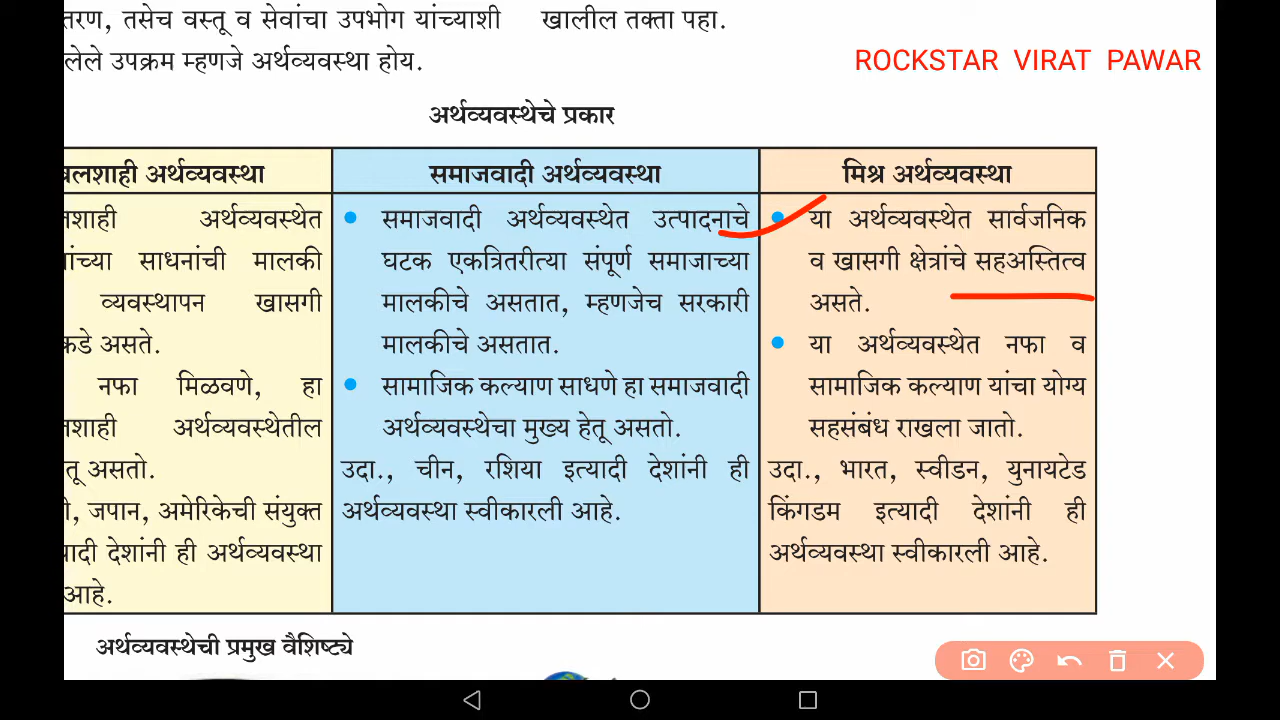 तरण, तसेच वस्तू व सेवांचा उपभोग यांच्याशी
लेले उपक्रम म्हणजे अर्थव्यवस्था होय.
खालील तक्ता पहा.
ROCKSTAR VIRAT PAWAR
अर्थव्यवस्थेचे प्रकार
वलशाही अर्थव्यवस्था
लशाही अर्थव्यवस्थेत
ांच्या साधनांची मालकी
व्यवस्थापन खासगी
कडे असते.
नफा मिळवणे, हा
लशाही अर्थव्यवस्थेतील
तू असतो.
ी, जपान, अमेरिकेची संयुक्त
यादी देशांनी ही अर्थव्यवस्था
आहे.
समाजवादी अर्थव्यवस्था
• समाजवादी अर्थव्यवस्थेत उत्पादनाचे
घटक एकत्रितरीत्या संपूर्ण समाजाच्या
मालकीचे असतात, म्हणजेच सरकारी
मालकीचे असतात.
• सामाजिक कल्याण साधणे हा समाजवादी
अर्थव्यवस्थेचा मुख्य हेतू असतो.
उदा., चीन, रशिया इत्यादी देशांनी ही
अर्थव्यवस्था स्वीकारली आहे.
मिश्र अर्थव्यवस्था
• या अर्थव्यवस्थेत सार्वजनिक
व खासगी क्षेत्रांचे सहअस्तित्व
असते.
• या अर्थव्यवस्थेत नफा व
सामाजिक कल्याण यांचा योग्य
सहसंबंध राखला जातो.
उदा., भारत, स्वीडन, युनायटेड
किंगडम इत्यादी देशांनी ही
अर्थव्यवस्था स्वीकारली आहे.
अर्थव्यवस्थेची प्रमुख वैशिष्ट्ये